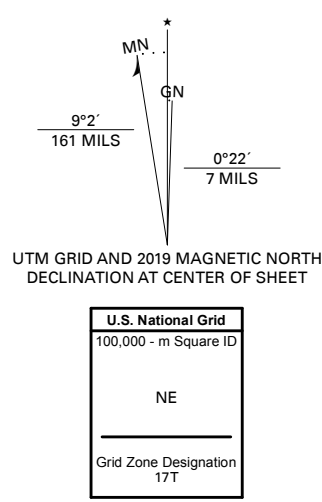 MN
GN
9°2´
161 MILS
0°22´
7 MILS
UTM GRID AND 2019 MAGNETIC NORTH
DECLINATION AT CENTER OF SHEET
U.S. National Grid
100,000 - m Square ID
NE
Grid Zone Designation
17T